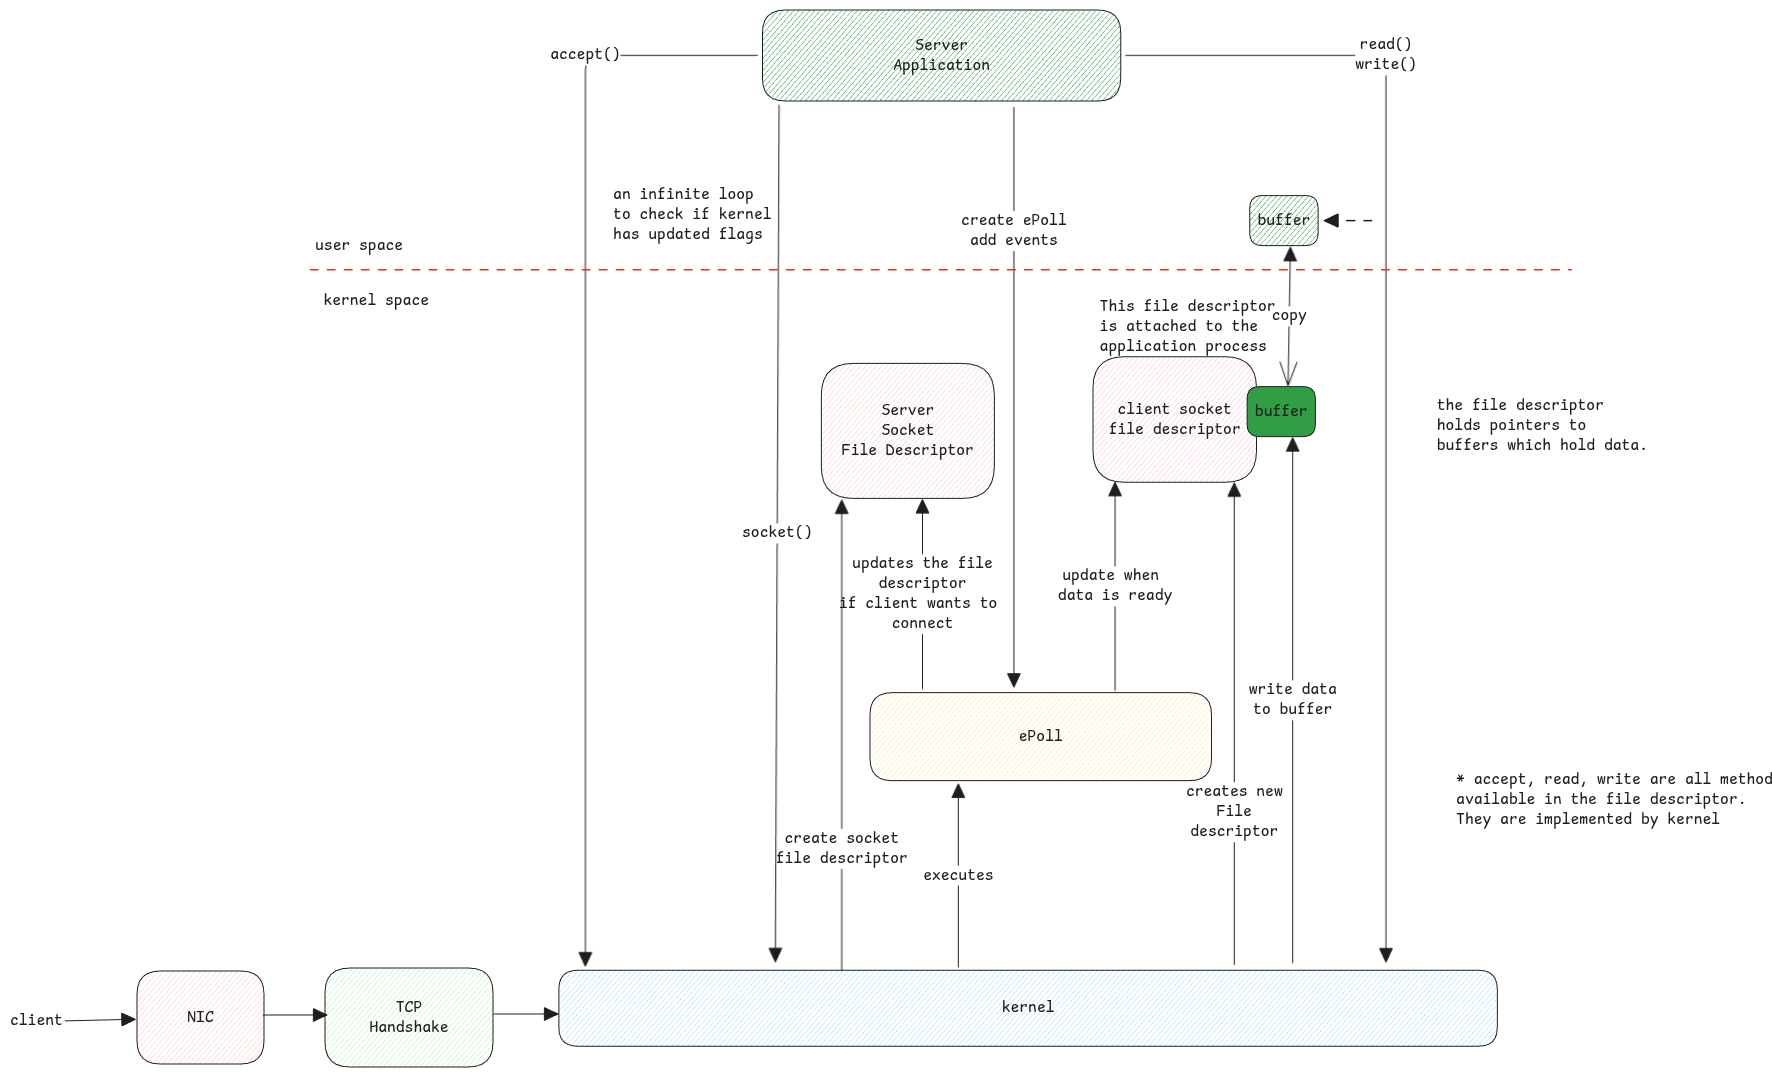 Server
Application
accept()
read()
write()
an infinite loop
to check if kernel
has updated flags
create ePoll
add events
buffer
user space
kernel space
This file descriptor
is attached to the
application process
copy
Server
Socket
File Descriptor
client socket
file descriptor
buffer
the file descriptor
holds pointers to
buffers which hold data.
socket()
updates the file
descriptor
if client wants to
connect
update when
data is ready
write data
to buffer
ePoll
creates new
File
descriptor
* accept, read, write are all method
available in the file descriptor.
They are implemented by kernel
create socket
file descriptor
executes
client
NIC
TCP
Handshake
kernel